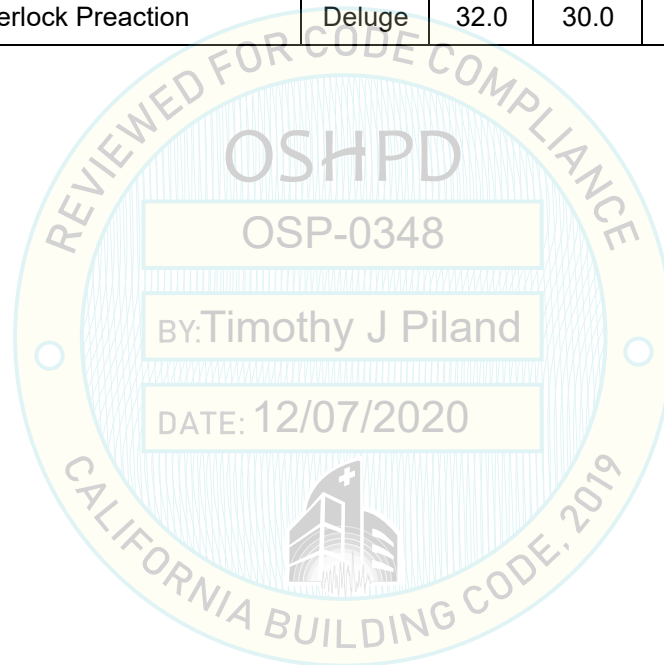 erlock Preaction Deluge 32.0 30.0
REVIEWED FOR CODE COMPLIANCE
OSHPD
OSP-0348
BY:Timothy J Piland
DATE: 12/07/2020
CALIFORNIA BUILDING CODE, 2019